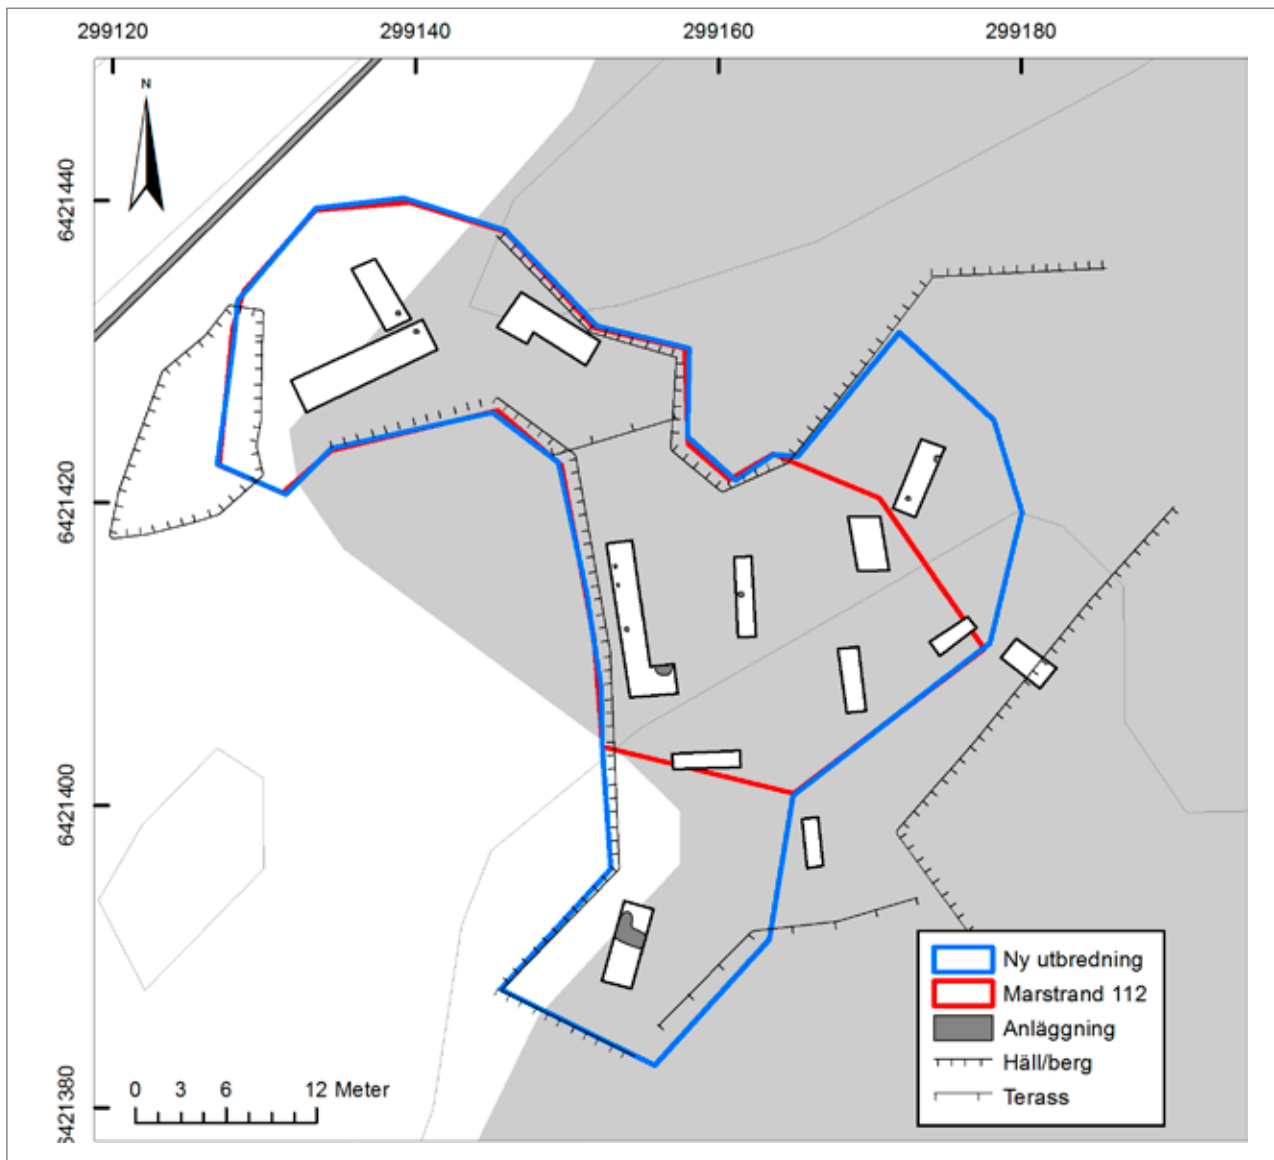 299120 299140 299160 299180
N
6421440
6421420
6421400
6421380
0 3 6 12 Meter
Ny utbredning
Marstrand 112
Anläggning
Häll/berg
Terass